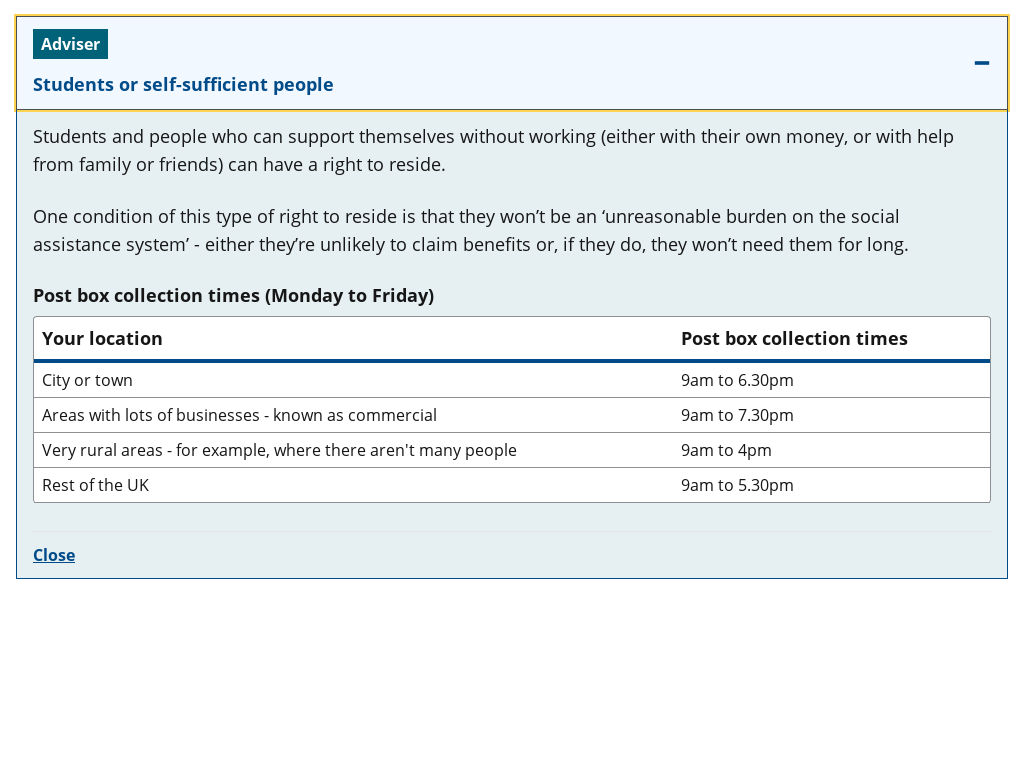 Adviser
Students or self-sufficient people
Students and people who can support themselves without working (either with their own money, or with help
from family or friends) can have a right to reside.
One condition of this type of right to reside is that they won’t be an ‘unreasonable burden on the social
assistance system’ - either they’re unlikely to claim benefits or, if they do, they won’t need them for long.
Post box collection times (Monday to Friday)
Your location Post box collection times
City or town 9am to 6.30pm
Areas with lots of businesses - known as commercial 9am to 7.30pm
Very rural areas - for example, where there aren't many people 9am to 4pm
Rest of the UK 9am to 5.30pm
Close